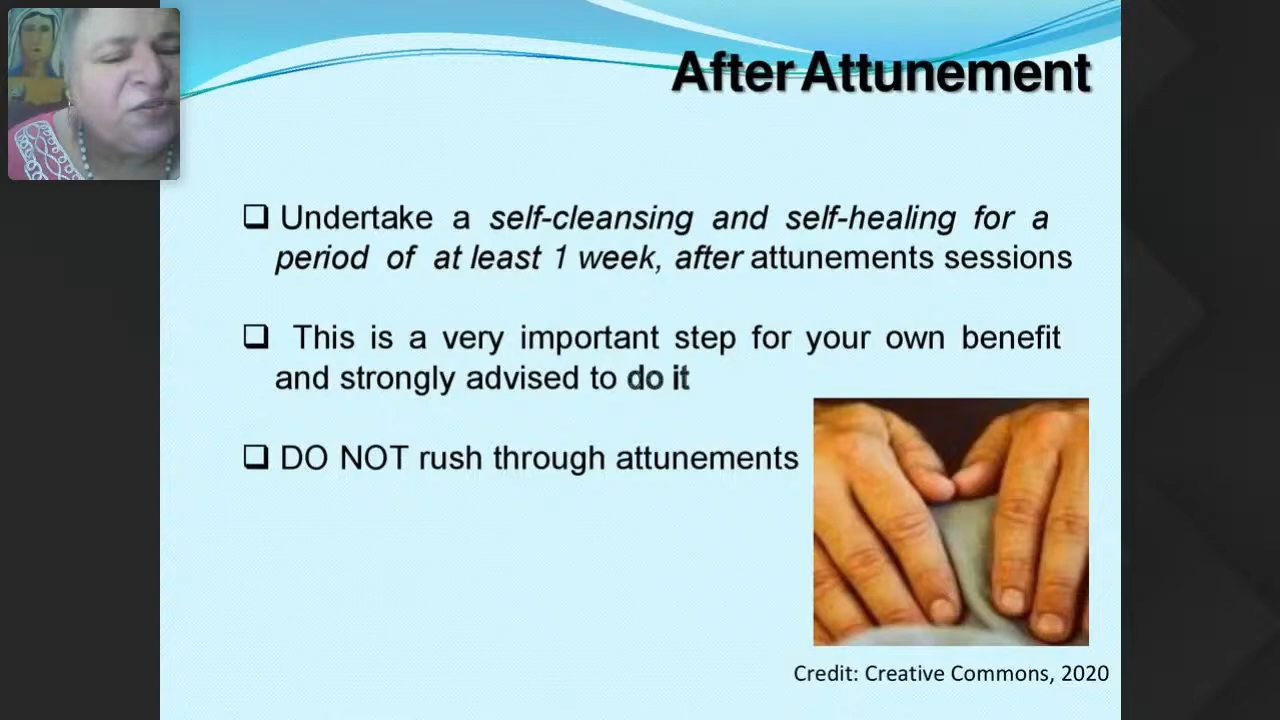 After Attunement
❑ Undertake a self-cleansing and self-healing for a
period of at least 1 week, after attunements sessions
❑ This is a very important step for your own benefit
and strongly advised to do it
❑ DO NOT rush through attunements
Credit: Creative Commons, 2020